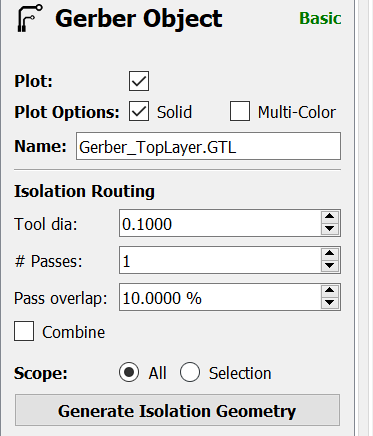 Gerber Object Basic
Plot:
Plot Options: Solid Multi-Color
Name: Gerber_TopLayer.GTL
Isolation Routing
Tool dia: 0.1000
# Passes: 1
Pass overlap: 10.0000 %
Combine
Scope: All Selection
Generate Isolation Geometry